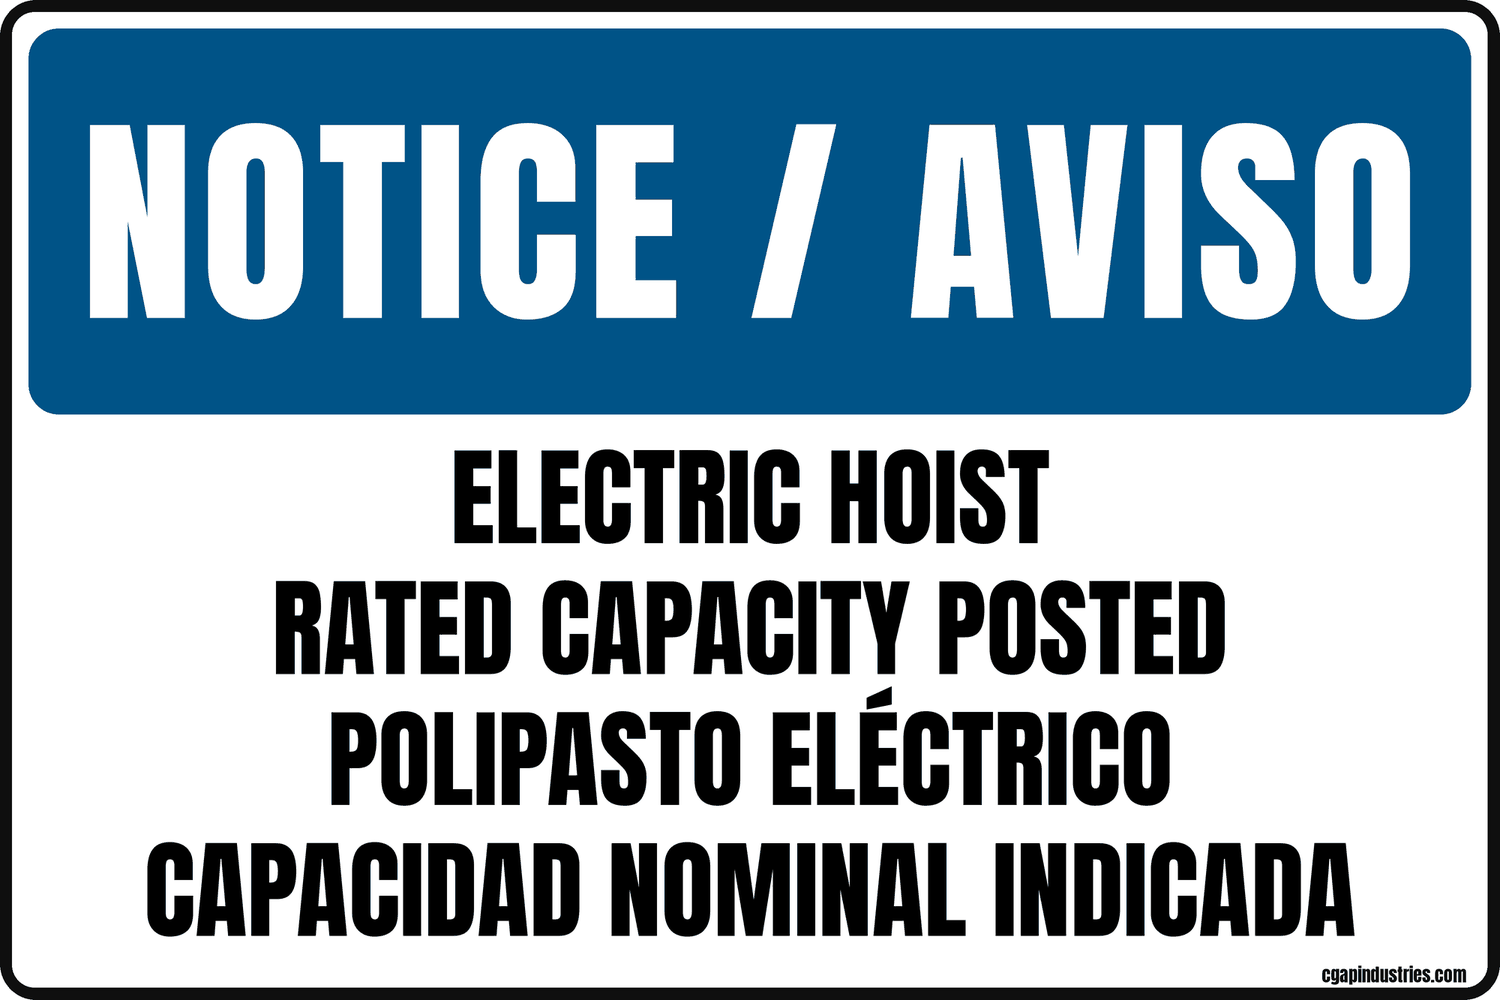 NOTICE / AVISO
ELECTRIC HOIST
RATED CAPACITY POSTED
POLIPASTO ELÉCTRICO
CAPACIDAD NOMINAL INDICADA
cgapindustries.com